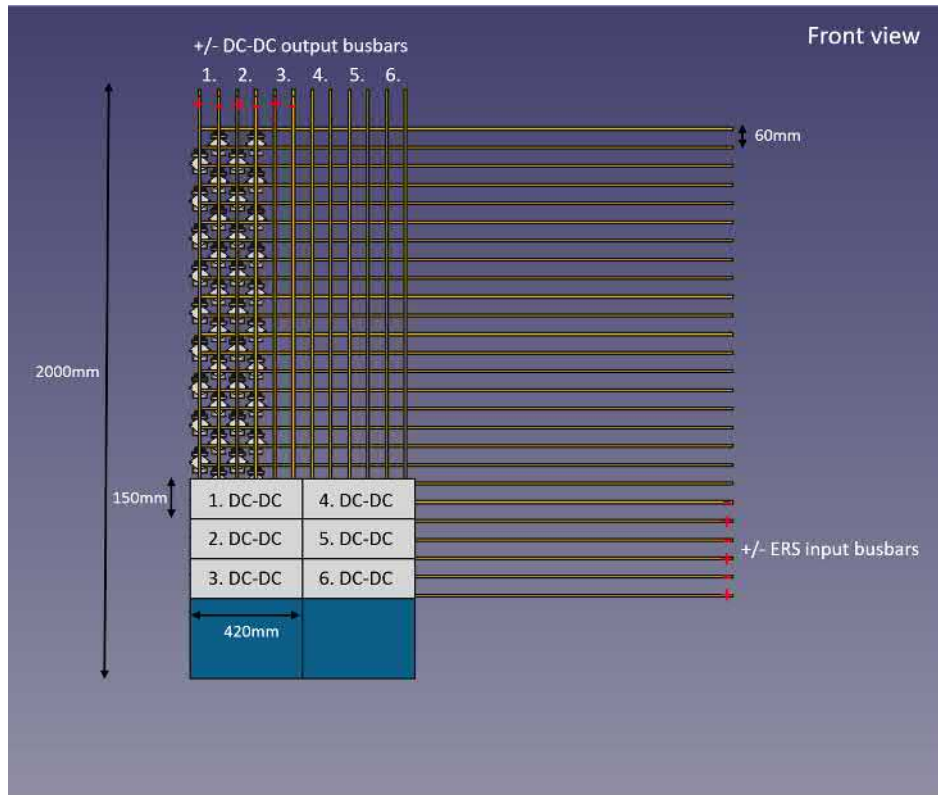 Front view
+/- DC-DC output busbars
1. 2. 3. 4. 5. 6.
60mm
2000mm
150mm
1. DC-DC 4. DC-DC
2. DC-DC 5. DC-DC
3. DC-DC 6. DC-DC
+/- ERS input busbars
420mm